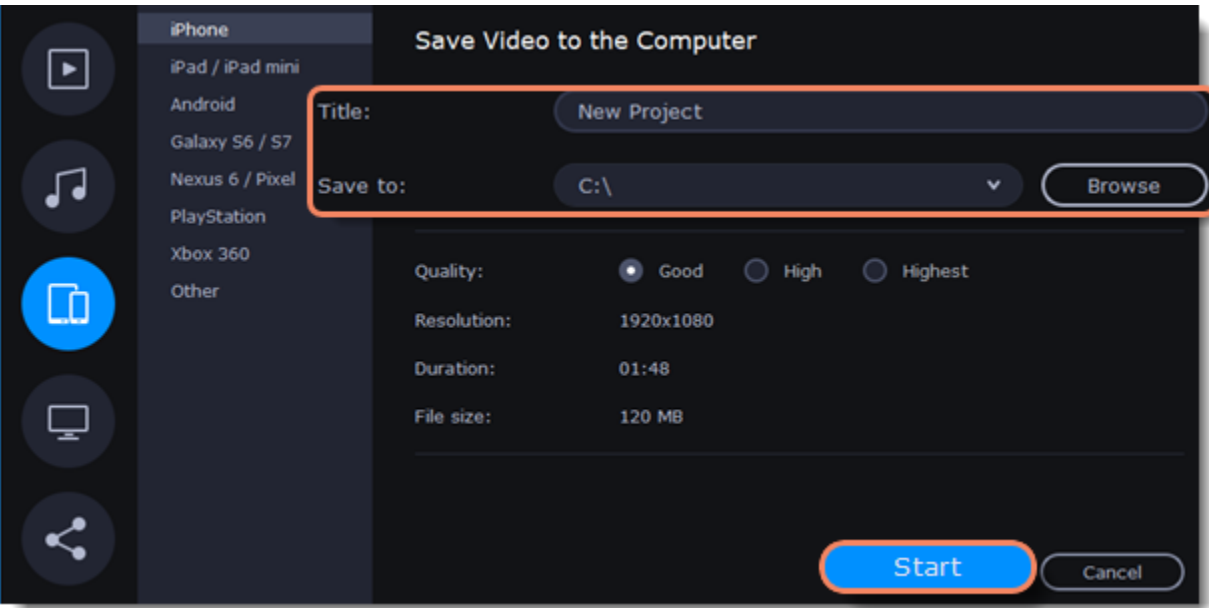 iPhone
iPad / iPad mini
Android
Galaxy S6 / S7
Nexus 6 / Pixel
PlayStation
Xbox 360
Other
Save Video to the Computer
Title: New Project
Save to: C:\ Browse
Quality: Good High Highest
Resolution: 1920x1080
Duration: 01:48
File size: 120 MB
Start Cancel